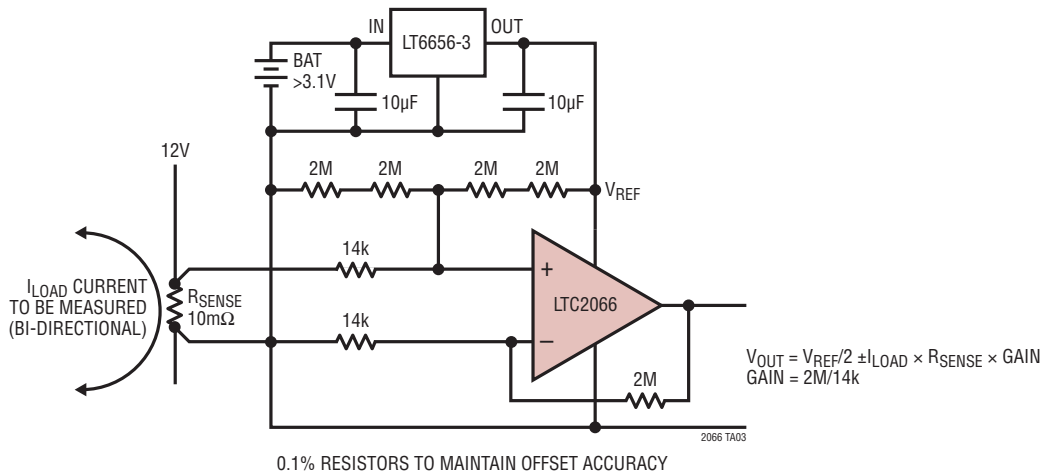 IN
LT6656-3
OUT
BAT
>3.1V
10µF
10µF
12V
2M
2M
2M
2M
VREF
14k
ILOAD CURRENT
TO BE MEASURED
(BI-DIRECTIONAL)
RSENSE
10mΩ
+
LTC2066
14k
–
VOUT = VREF/2 ±ILOAD × RSENSE × GAIN
GAIN = 2M/14k
2M
2066 TA03
0.1% RESISTORS TO MAINTAIN OFFSET ACCURACY